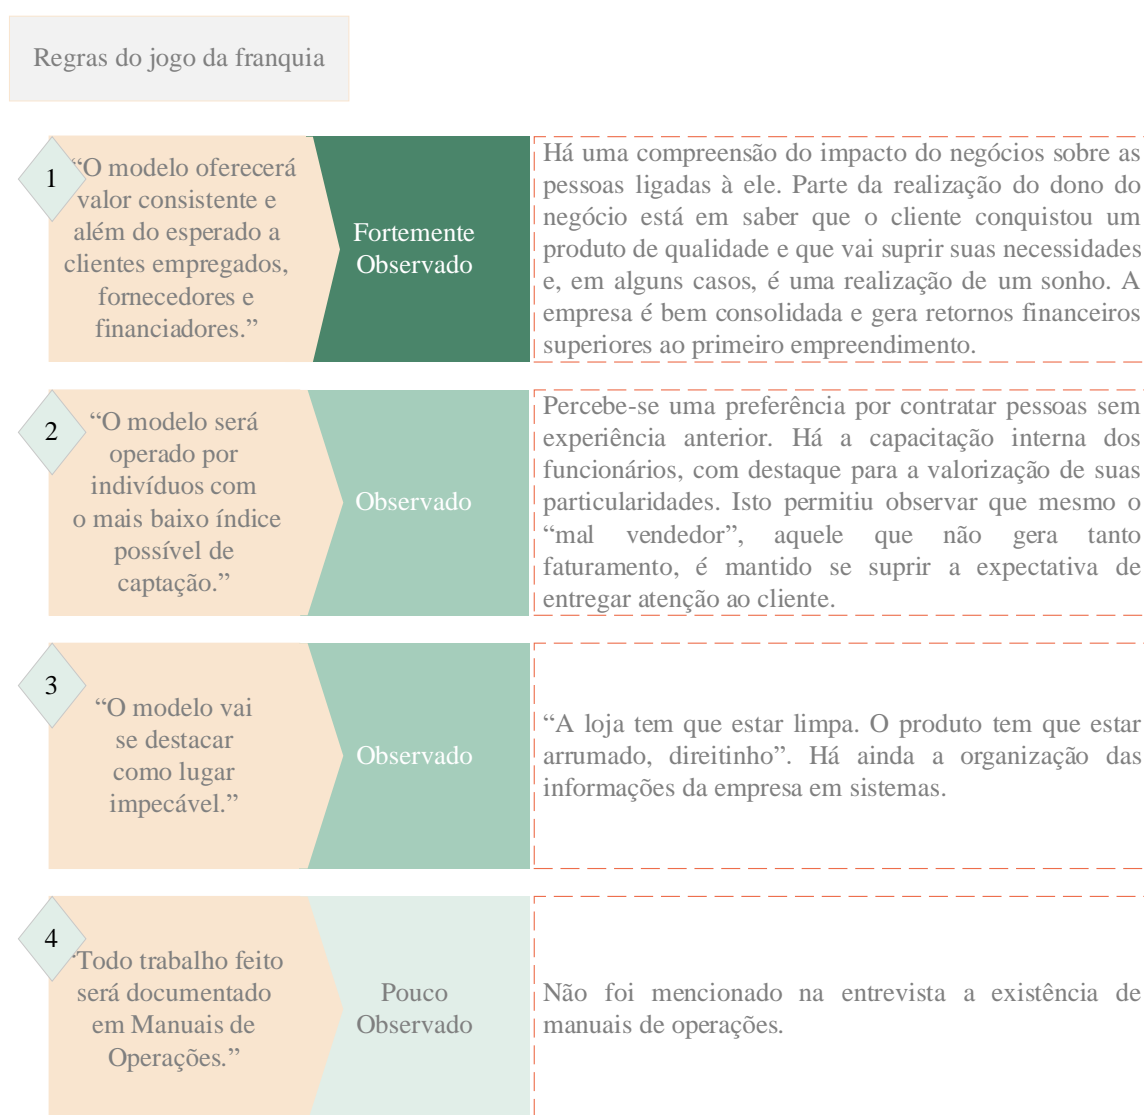 Regras do jogo da franquia
1
“O modelo oferecerá
valor consistente e
além do esperado a
clientes empregados,
fornecedores e
financiadores.”
Fortemente
Observado
Há uma compreensão do impacto do negócios sobre as
pessoas ligadas à ele. Parte da realização do dono do
negócio está em saber que o cliente conquistou um
produto de qualidade e que vai suprir suas necessidades
e, em alguns casos, é uma realização de um sonho. A
empresa é bem consolidada e gera retornos financeiros
superiores ao primeiro empreendimento.
2
“O modelo será
operado por
indivíduos com
o mais baixo índice
possível de
captação.”
Observado
Percebe-se uma preferência por contratar pessoas sem
experiência anterior. Há a capacitação interna dos
funcionários, com destaque para a valorização de suas
particularidades. Isto permitiu observar que mesmo o
“mal vendedor”, aquele que não gera tanto
faturamento, é mantido se suprir a expectativa de
entregar atenção ao cliente.
3
“O modelo vai
se destacar
como lugar
impecável.”
Observado
“A loja tem que estar limpa. O produto tem que estar
arrumado, direitinho”. Há ainda a organização das
informações da empresa em sistemas.
4
“Todo trabalho feito
será documentado
em Manuais de
Operações.”
Pouco
Observado
Não foi mencionado na entrevista a existência de
manuais de operações.